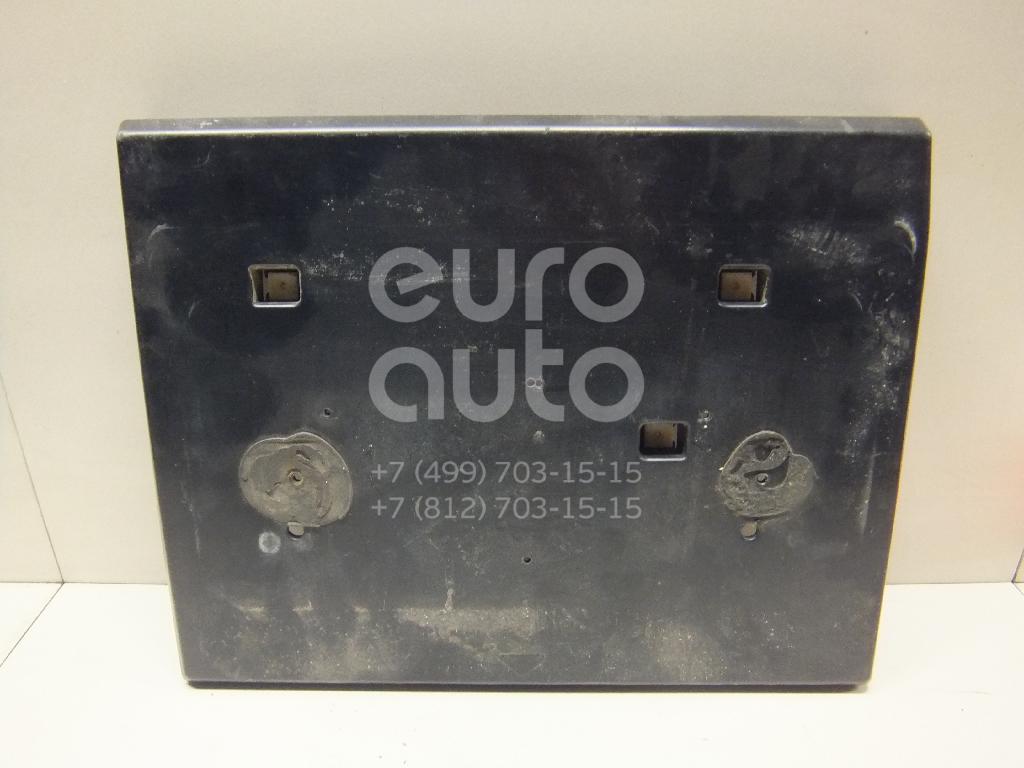 euro
auto
+7 (499) 703-15-15
+7 (812) 703-15-15